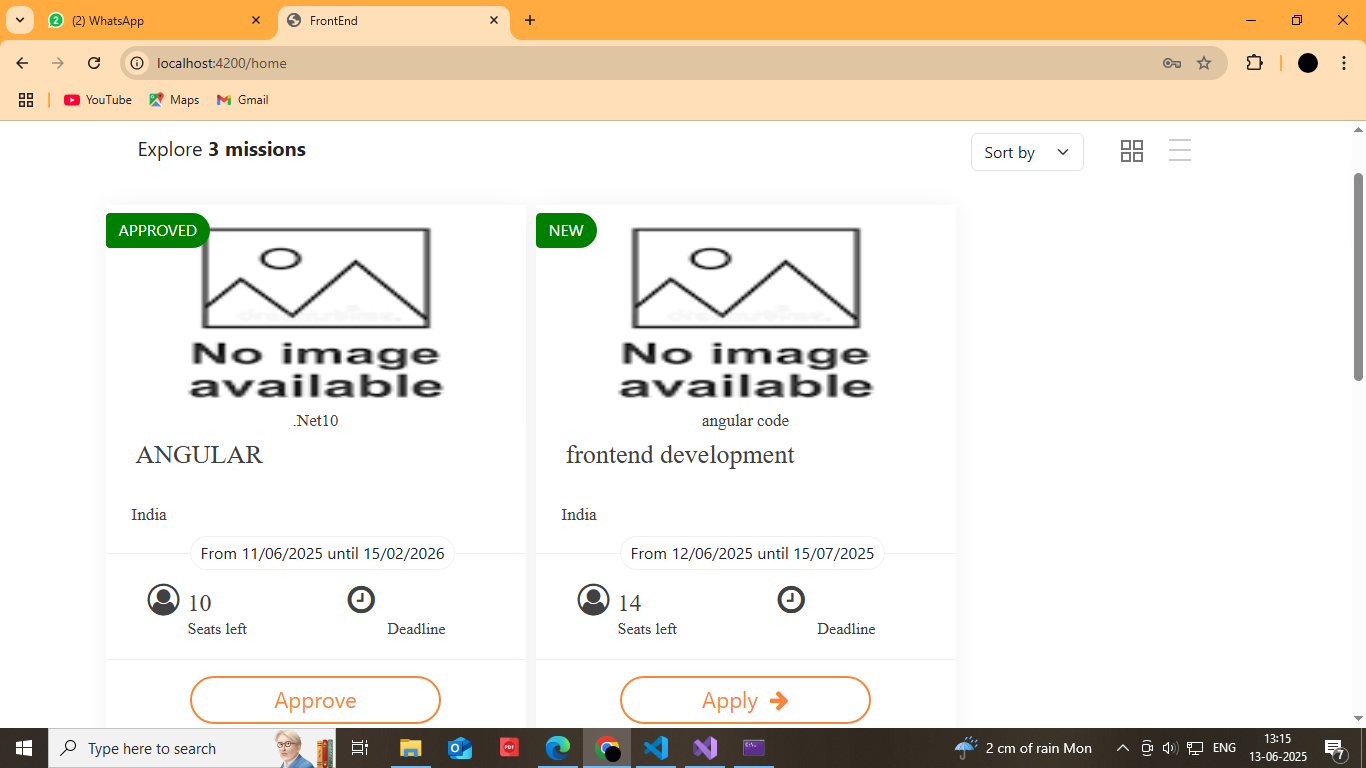 2
(2) WhatsApp
FrontEnd
localhost:4200/home
YouTube
Maps
Gmail
Explore 3 missions
Sort by
APPROVED
No image
available
.Net10
ANGULAR
India
From 11/06/2025 until 15/02/2026
10
Seats left
Deadline
Approve
NEW
No image
available
angular code
frontend development
India
From 12/06/2025 until 15/07/2025
14
Seats left
Deadline
Apply
Type here to search
PDF
2 cm of rain Mon
ENG
13:15
13-06-2025
7